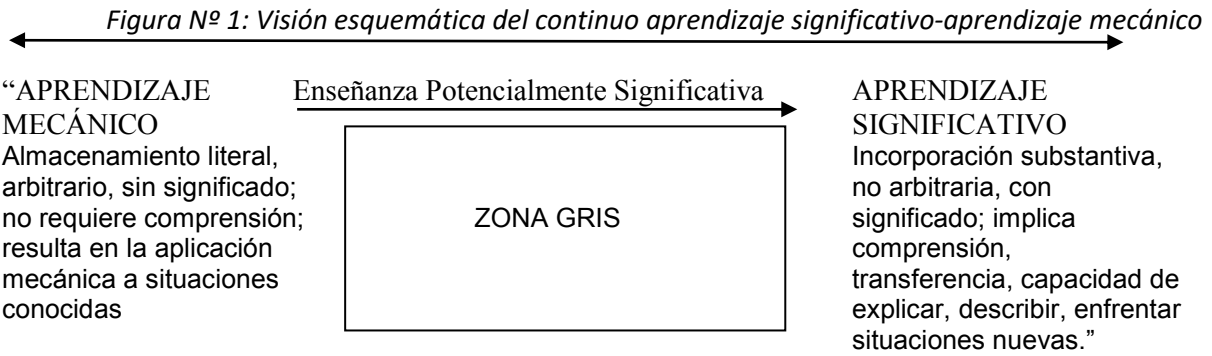 Figura Nº 1: Visión esquemática del continuo aprendizaje significativo-aprendizaje mecánico
“APRENDIZAJE
MECÁNICO
Almacenamiento literal,
arbitrario, sin significado;
no requiere comprensión;
resulta en la aplicación
mecánica a situaciones
conocidas
Enseñanza Potencialmente Significativa
ZONA GRIS
APRENDIZAJE
SIGNIFICATIVO
Incorporación substantiva,
no arbitraria, con
significado; implica
comprensión,
transferencia, capacidad de
explicar, describir, enfrentar
situaciones nuevas.”